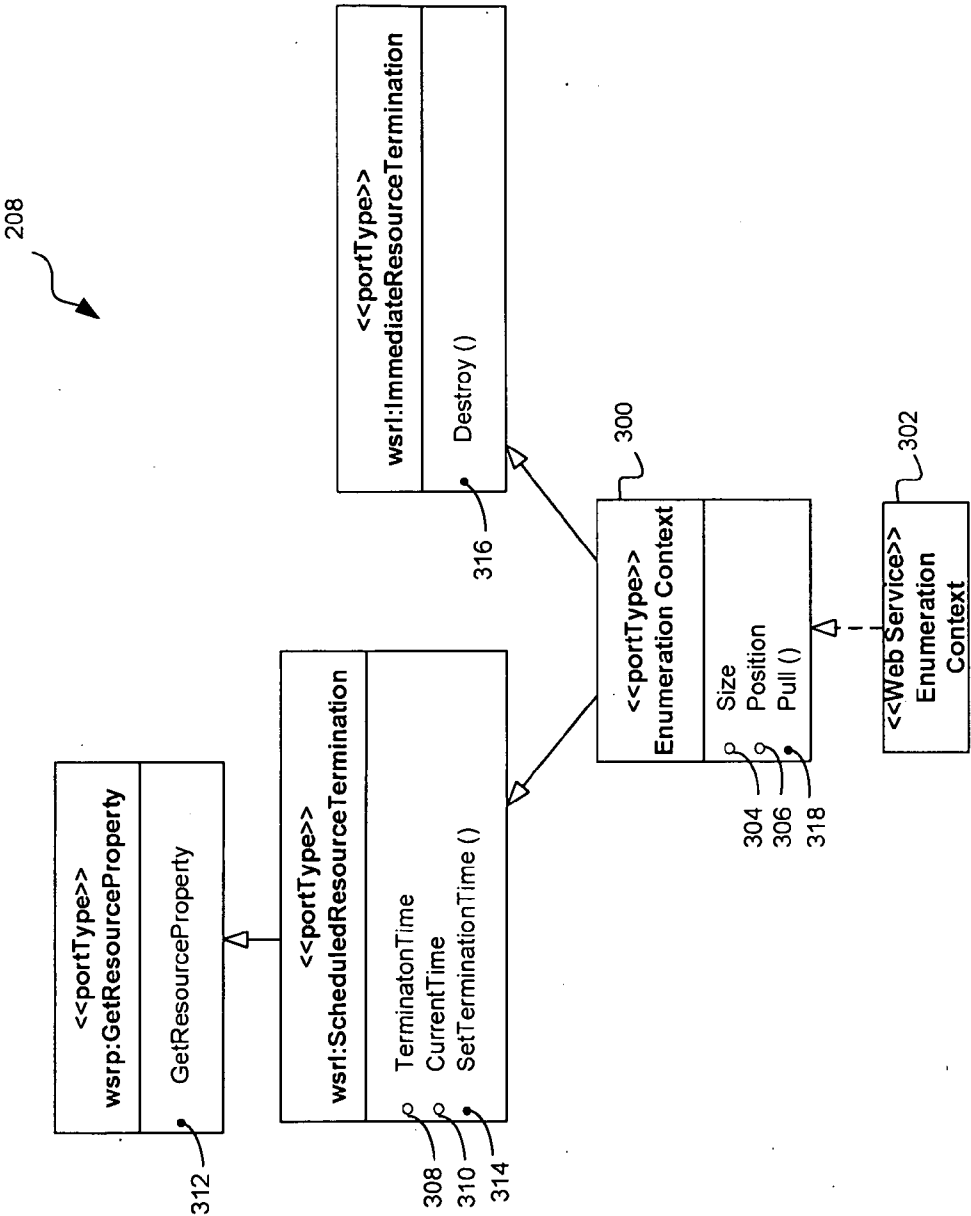 208
<<portType>>
wsrp:GetResourceProperty
GetResourceProperty
312
<<portType>>
wsrl:ScheduledResourceTermination
TerminatonTime
CurrentTime
SetTerminationTime ()
308
310
314
<<portType>>
wsrl:ImmediateResourceTermination
Destroy ()
316
<<portType>>
Enumeration Context
300
Size
Position
Pull ()
304
306
318
<<Web Service>>
Enumeration
Context
302